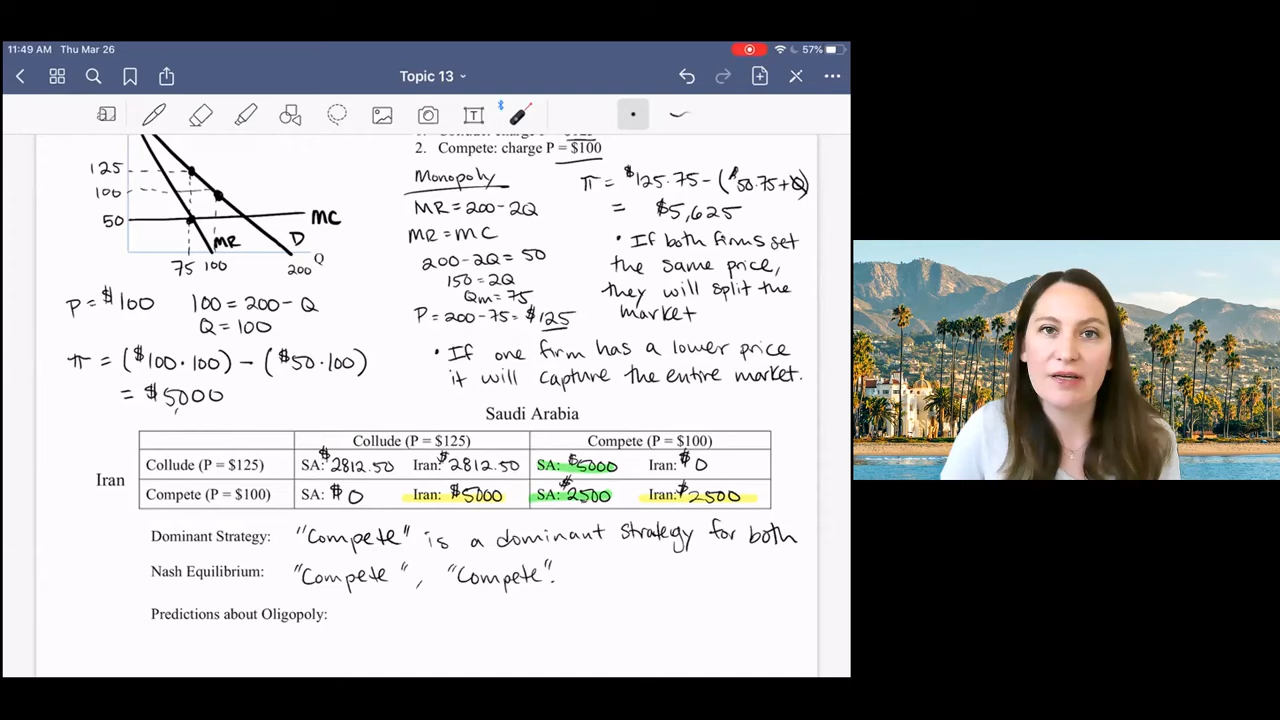 11:49 AM Thu Mar 26
57%
Topic 13
2. Compete: charge P = $100
125
100
50
MC
MR
D
75 100
200
Q
Monopoly
MR = 200 - 2Q
MR = MC
200 - 2Q = 50
150 = 2Q
Qm = 75
P = 200 - 75 = $125
π = $125·75 - ($50·75 + 0)
= $5,625
• If both firms set
the same price,
they will split the
market
P = $100
100 = 200 - Q
Q = 100
π = ($100·100) - ($50·100)
= $5,000
• If one firm has a lower price
it will capture the entire market.
Saudi Arabia
Collude (P = $125) Compete (P = $100)
Iran
Collude (P = $125) SA: $2812.50 Iran: $2812.50 SA: $5000 Iran: $0
Compete (P = $100) SA: $0 Iran: $5000 SA: $2500 Iran: $2500
Dominant Strategy: "Compete" is a dominant strategy for both
Nash Equilibrium: "Compete", "Compete".
Predictions about Oligopoly: